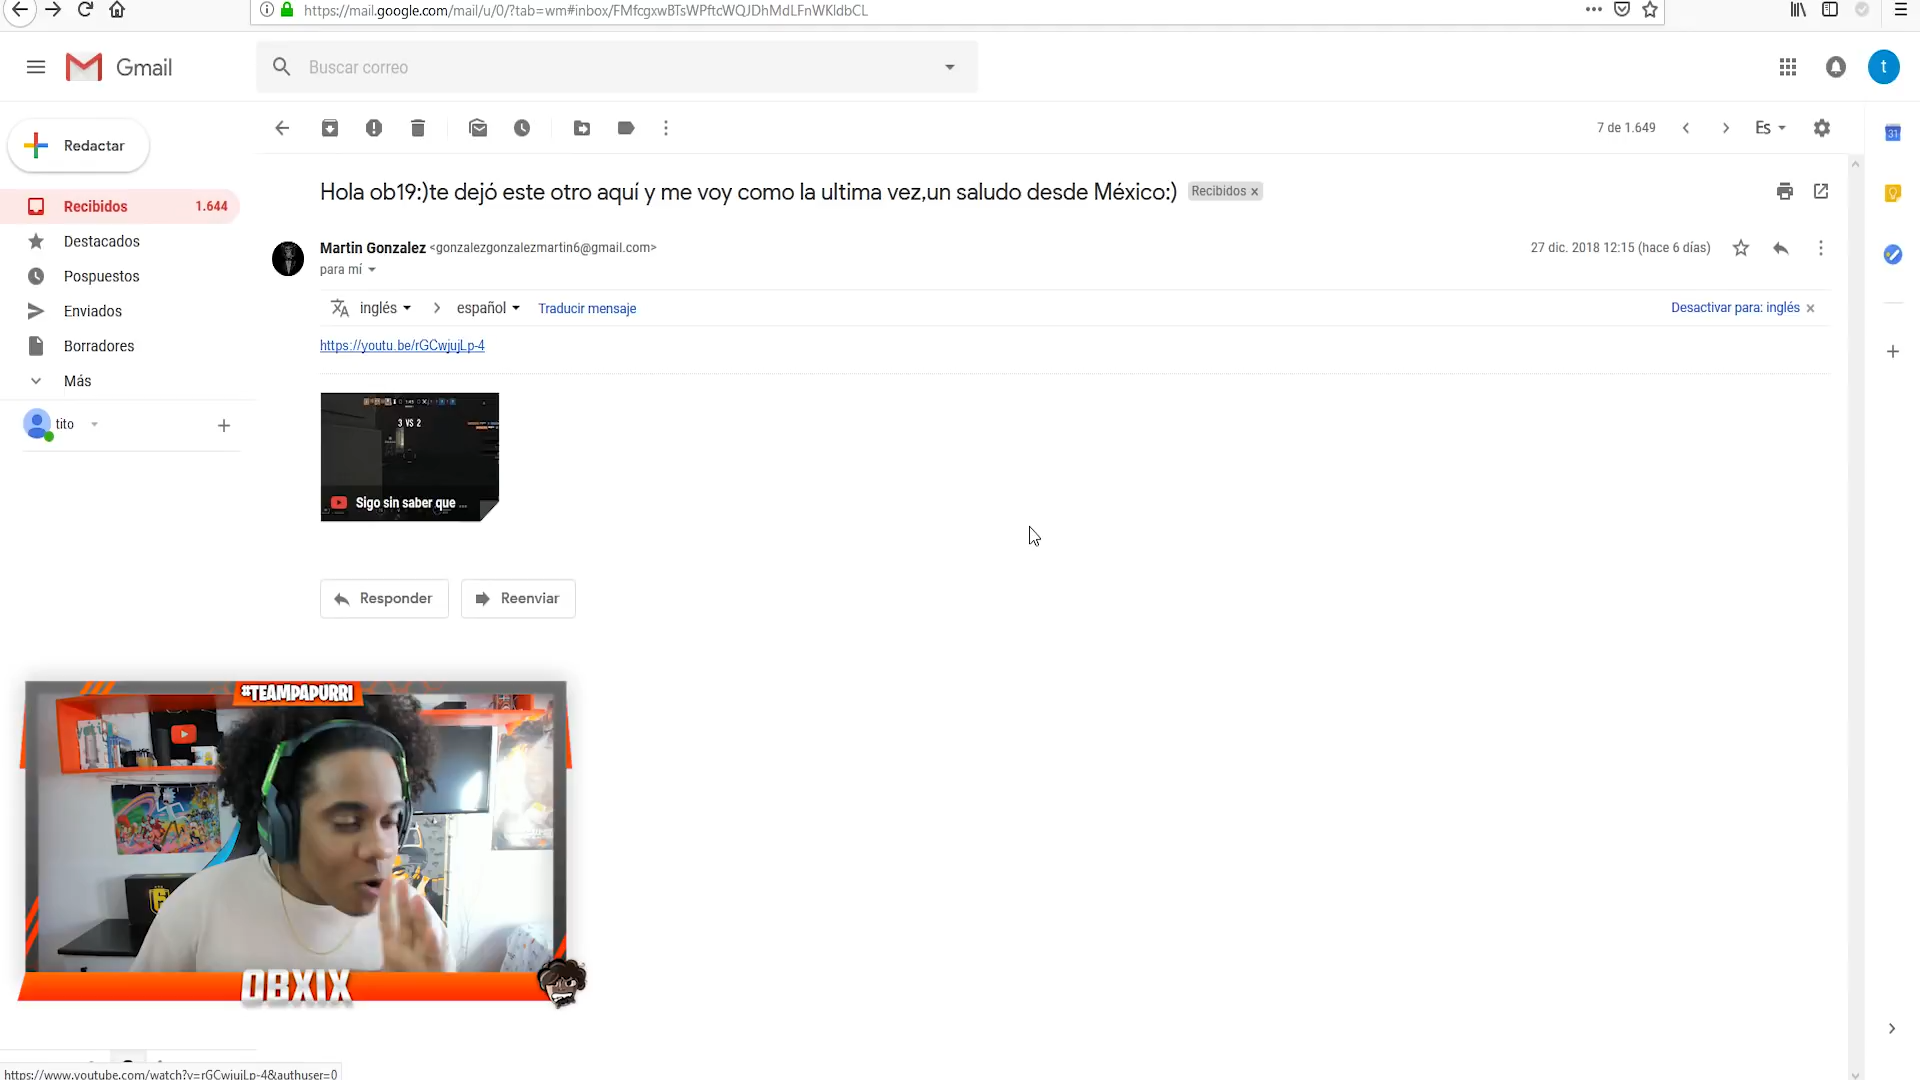 https://mail.google.com/mail/u/0/?tab=wm#inbox/FMfcgxwBTsWPftcWQJDhMdLFnWKldbCL
Gmail
Buscar correo
t
Redactar
7 de 1.649
Es
31
Hola ob19:)te dejó este otro aquí y me voy como la ultima vez,un saludo desde México:)
Recibidos x
Recibidos
1.644
Destacados
Pospuestos
Enviados
Borradores
Más
tito
Martin Gonzalez <gonzalezgonzalezmartin6@gmail.com>
27 dic. 2018 12:15 (hace 6 días)
para mí
inglés
español
Traducir mensaje
Desactivar para: inglés x
https://youtu.be/rGCwjujLp-4
3 VS 2
Sigo sin saber que ...
Responder
Reenviar
#TEAMPAPURRI
6
OBXIX
https://www.youtube.com/watch?v=rGCwjujLp-4&authuser=0